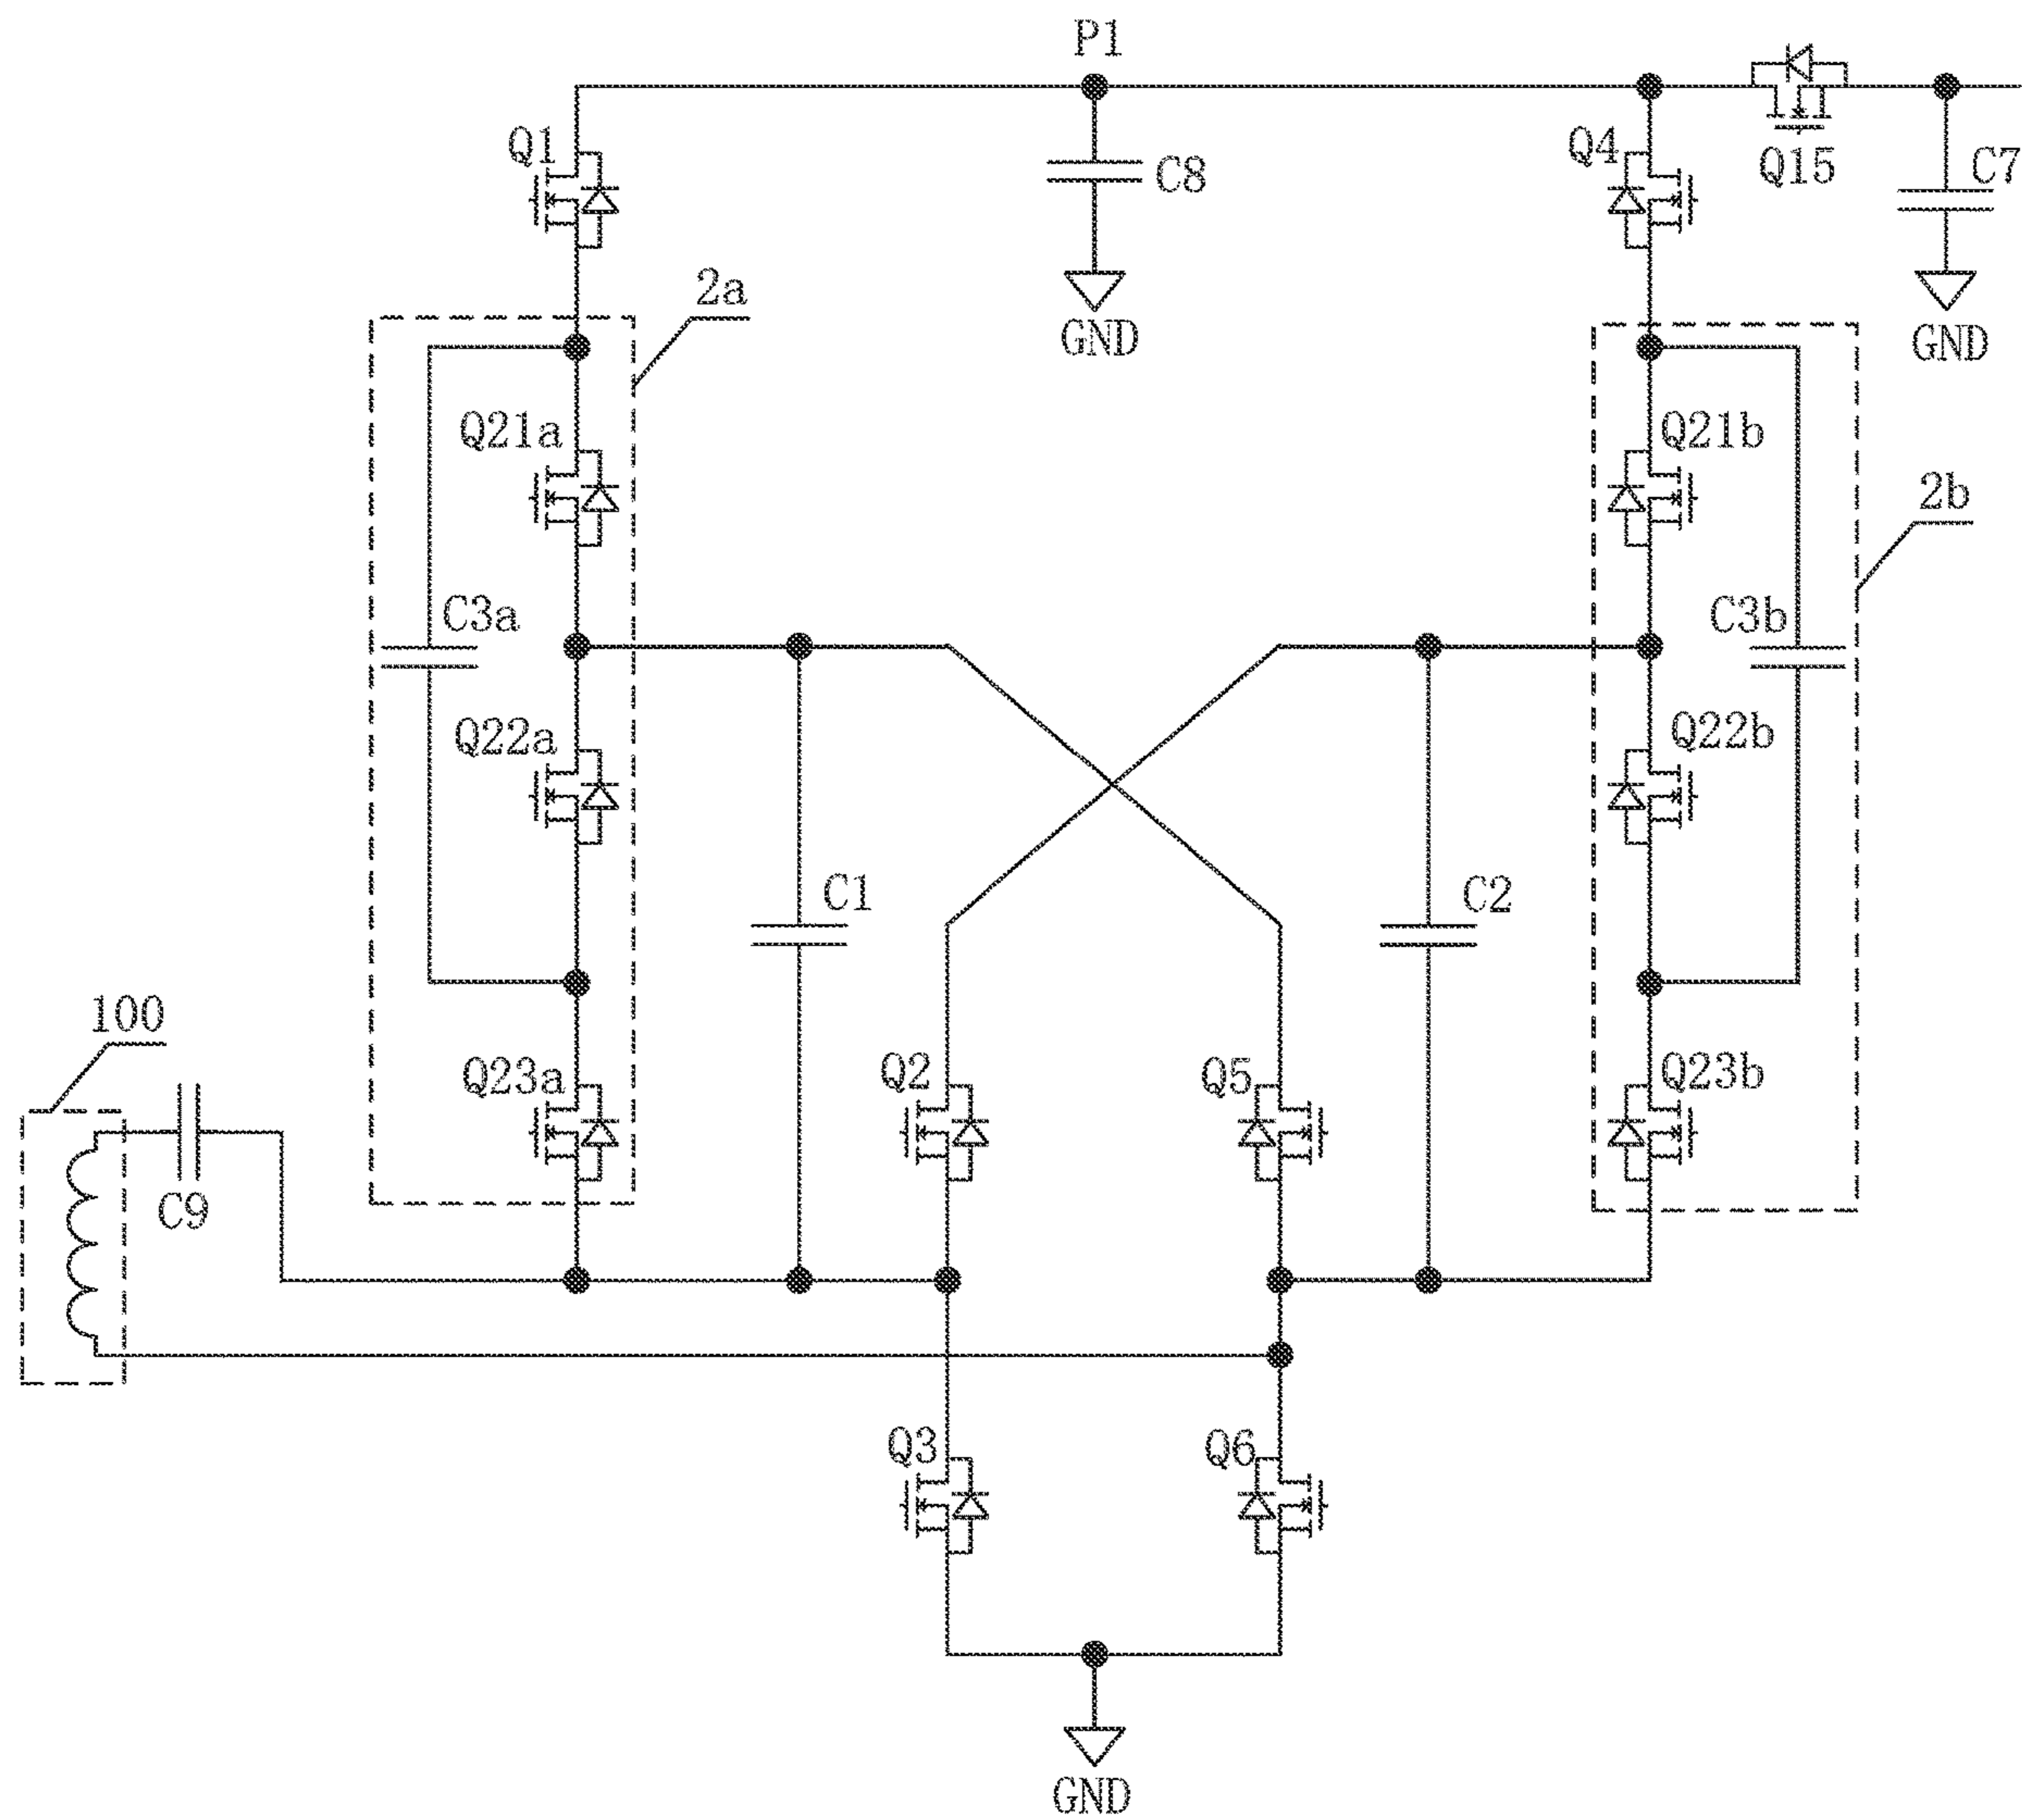 P1
Q1
C8
Q4
Q15
C7
2a
GND
GND
Q21a
Q21b
2b
C3a
C3b
Q22a
Q22b
C1
C2
100
Q23a
Q2
Q5
Q23b
C9
Q3
Q6
GND